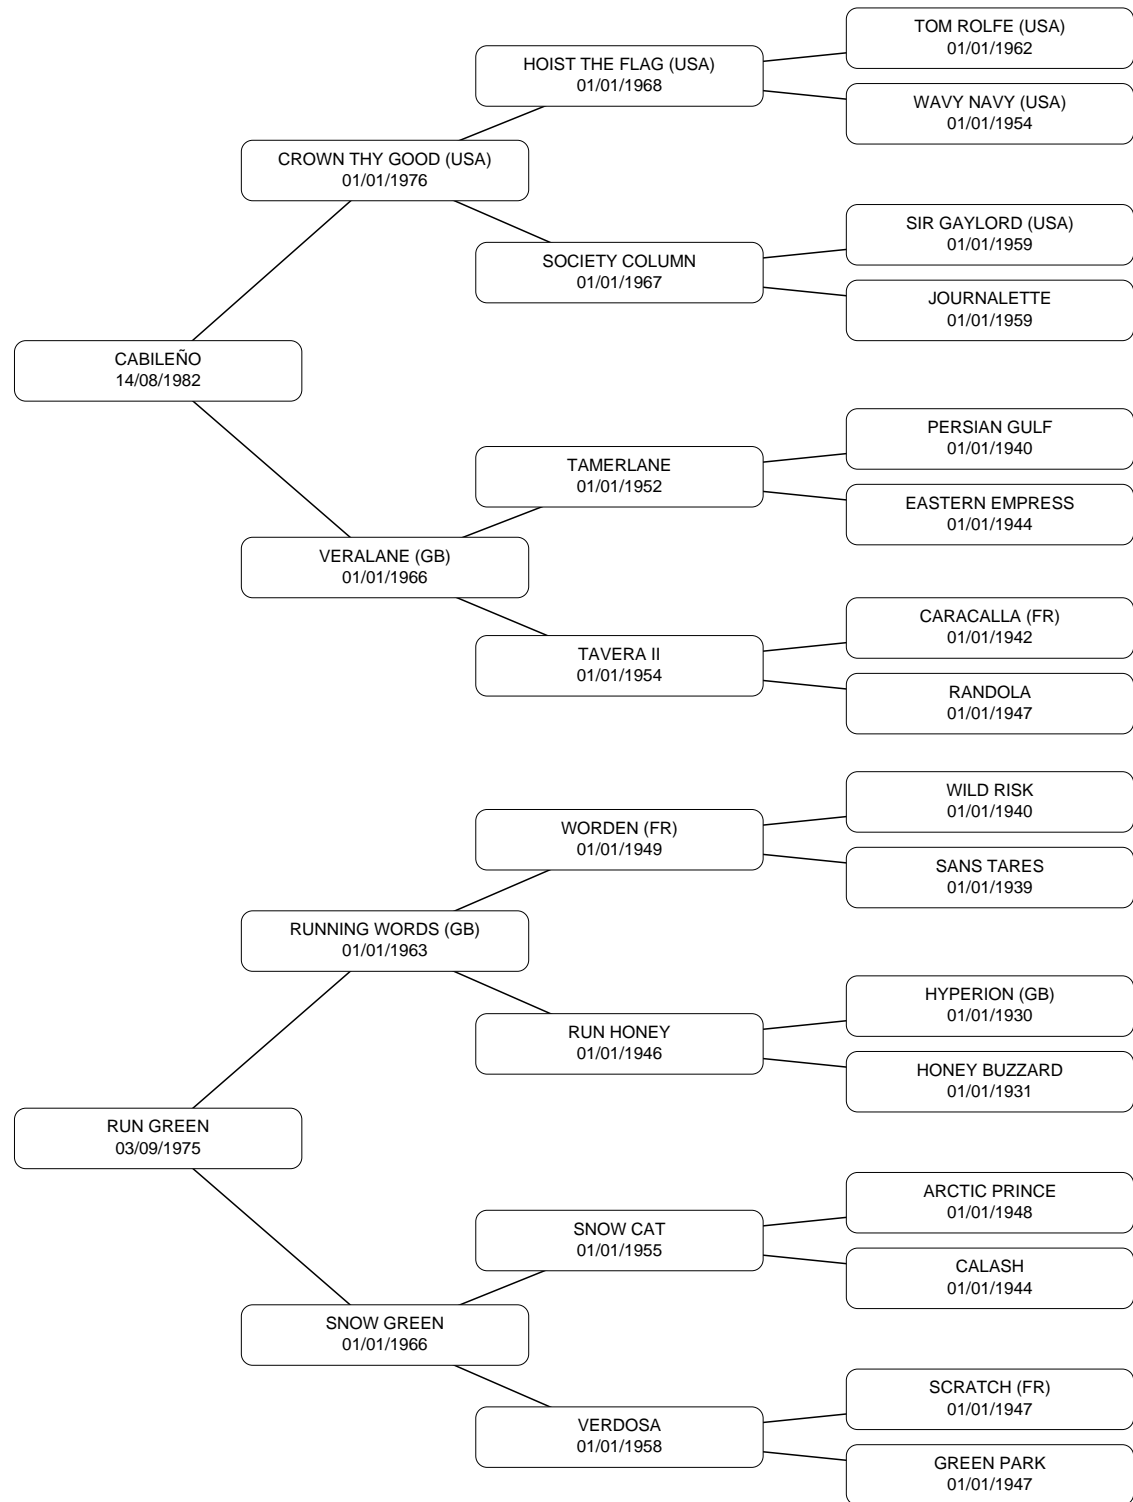 TOM ROLFE (USA)
01/01/1962
HOIST THE FLAG (USA)
01/01/1968
WAVY NAVY (USA)
01/01/1954
CROWN THY GOOD (USA)
01/01/1976
SIR GAYLORD (USA)
01/01/1959
SOCIETY COLUMN
01/01/1967
JOURNALETTE
01/01/1959
CABILEÑO
14/08/1982
PERSIAN GULF
01/01/1940
TAMERLANE
01/01/1952
EASTERN EMPRESS
01/01/1944
VERALANE (GB)
01/01/1966
CARACALLA (FR)
01/01/1942
TAVERA II
01/01/1954
RANDOLA
01/01/1947
WILD RISK
01/01/1940
WORDEN (FR)
01/01/1949
SANS TARES
01/01/1939
RUNNING WORDS (GB)
01/01/1963
HYPERION (GB)
01/01/1930
RUN HONEY
01/01/1946
HONEY BUZZARD
01/01/1931
RUN GREEN
03/09/1975
ARCTIC PRINCE
01/01/1948
SNOW CAT
01/01/1955
CALASH
01/01/1944
SNOW GREEN
01/01/1966
SCRATCH (FR)
01/01/1947
VERDOSA
01/01/1958
GREEN PARK
01/01/1947